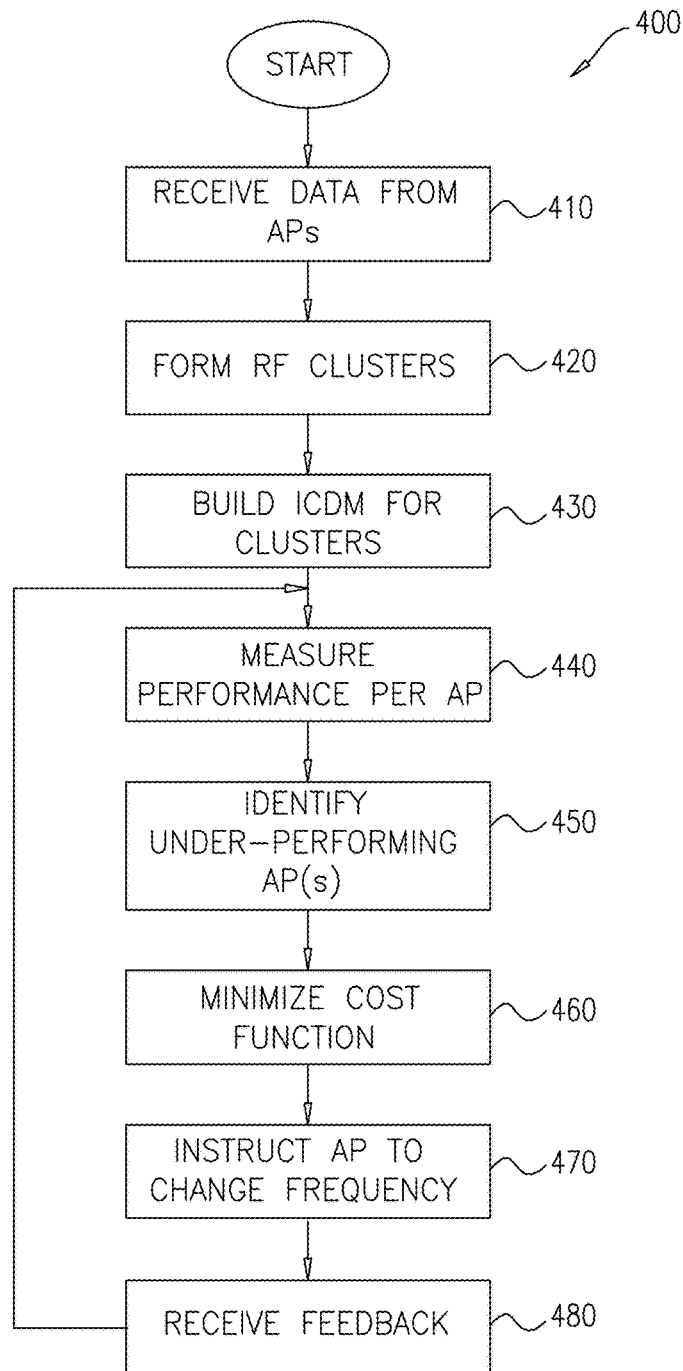 400
START
RECEIVE DATA FROM
APs
410
FORM RF CLUSTERS
420
BUILD ICDM FOR
CLUSTERS
430
MEASURE
PERFORMANCE PER AP
440
IDENTIFY
UNDER-PERFORMING
AP(s)
450
MINIMIZE COST
FUNCTION
460
INSTRUCT AP TO
CHANGE FREQUENCY
470
RECEIVE FEEDBACK
480